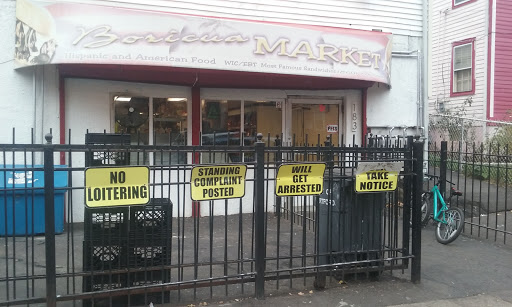 Boricua MARKET
Hispanic and American Food WIC/EBT Most Famous Sandwiches
183
NO
LOITERING
STANDING
COMPLAINT
POSTED
WILL
GET
ARRESTED
TAKE
NOTICE